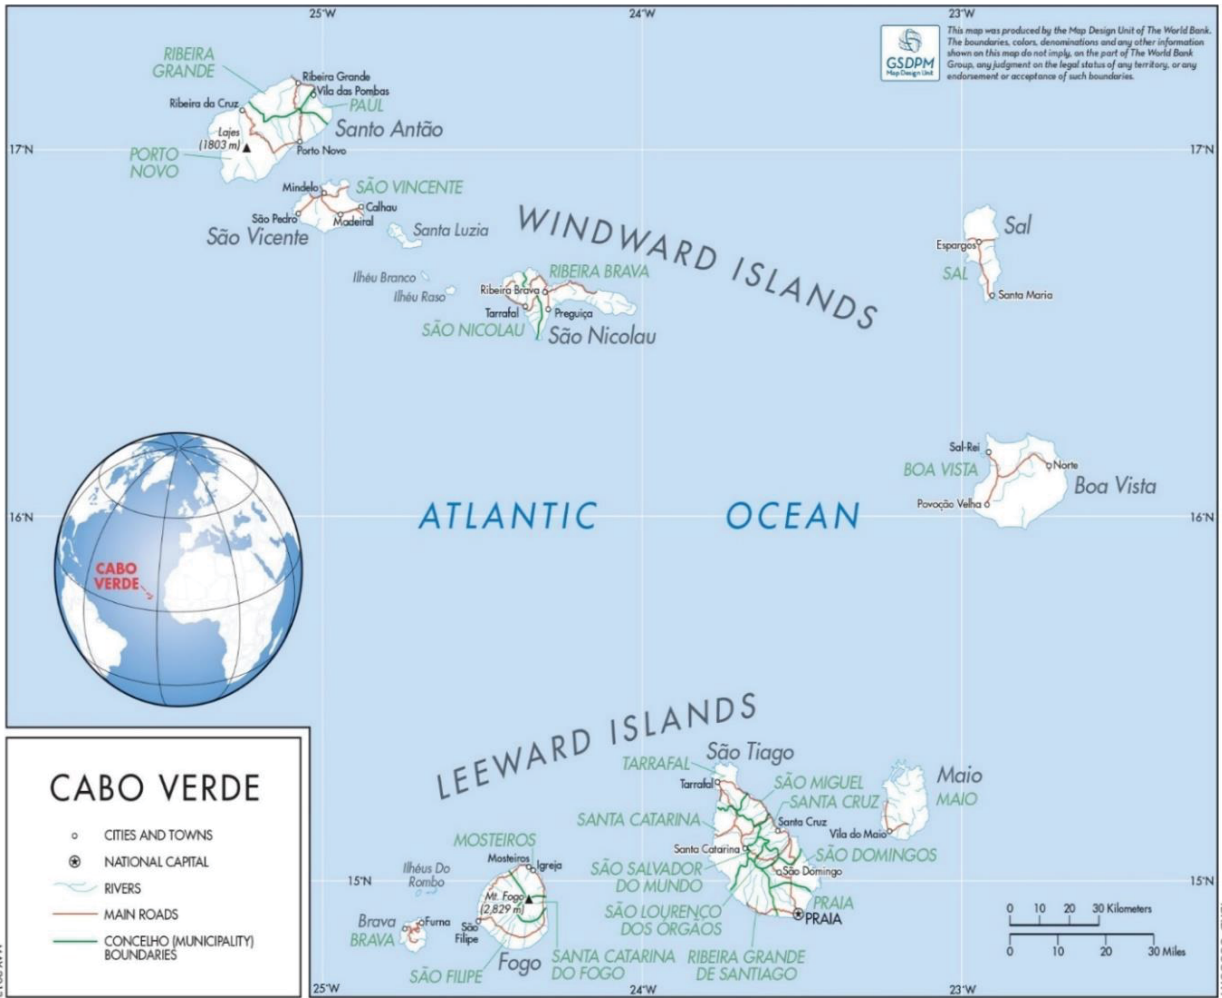 25°W
24°W
23°W
GSDPM
Map Design Unit
This map was produced by the Map Design Unit of The World Bank.
The boundaries, colors, denominations and any other information
shown on this map do not imply, on the part of The World Bank
Group, any judgment on the legal status of any territory, or any
endorsement or acceptance of such boundaries.
RIBEIRA
GRANDE
Ribeira Grande
Vila das Pombas
Ribeira da Cruz
PAUL
Santo Antão
Lajes
(1803 m)
17°N
17°N
PORTO
NOVO
Porto Novo
Mindelo
SÃO VINCENTE
Calhau
São Pedro
Madeiral
São Vicente
Santa Luzia
WINDWARD ISLANDS
Sal
Espargos
SAL
Santa Maria
Ilhéu Branco
Ilhéu Raso
RIBEIRA BRAVA
Ribeira Brava
Tarrafal
Preguiça
SÃO NICOLAU
São Nicolau
Sal-Rei
BOA VISTA
Norte
Boa Vista
Povoção Velha
ATLANTIC OCEAN
16°N
16°N
CABO
VERDE
LEEWARD ISLANDS
São Tiago
TARRAFAL
Tarrafal
SÃO MIGUEL
SANTA CRUZ
Maio
MAIO
SANTA CATARINA
Santa Cruz
Vila do Maio
Santa Catarina
SÃO DOMINGOS
SÃO SALVADOR
DO MUNDO
São Domingo
MOSTEIROS
Mosteiros
Igreja
Ilhéus Do
Rombo
15°N
15°N
Mt. Fogo
(2,829 m)
SÃO LOURENÇO
DOS ÓRGÃOS
PRAIA
PRAIA
Brava
BRAVA
Furna
São
Filipe
Fogo
SÃO FILIPE
SANTA CATARINA
DO FOGO
RIBEIRA GRANDE
DE SANTIAGO
0 10 20 30 Kilometers
0 10 20 30 Miles
25°W
24°W
23°W
CABO VERDE
CITIES AND TOWNS
NATIONAL CAPITAL
RIVERS
MAIN ROADS
CONCELHO (MUNICIPALITY)
BOUNDARIES